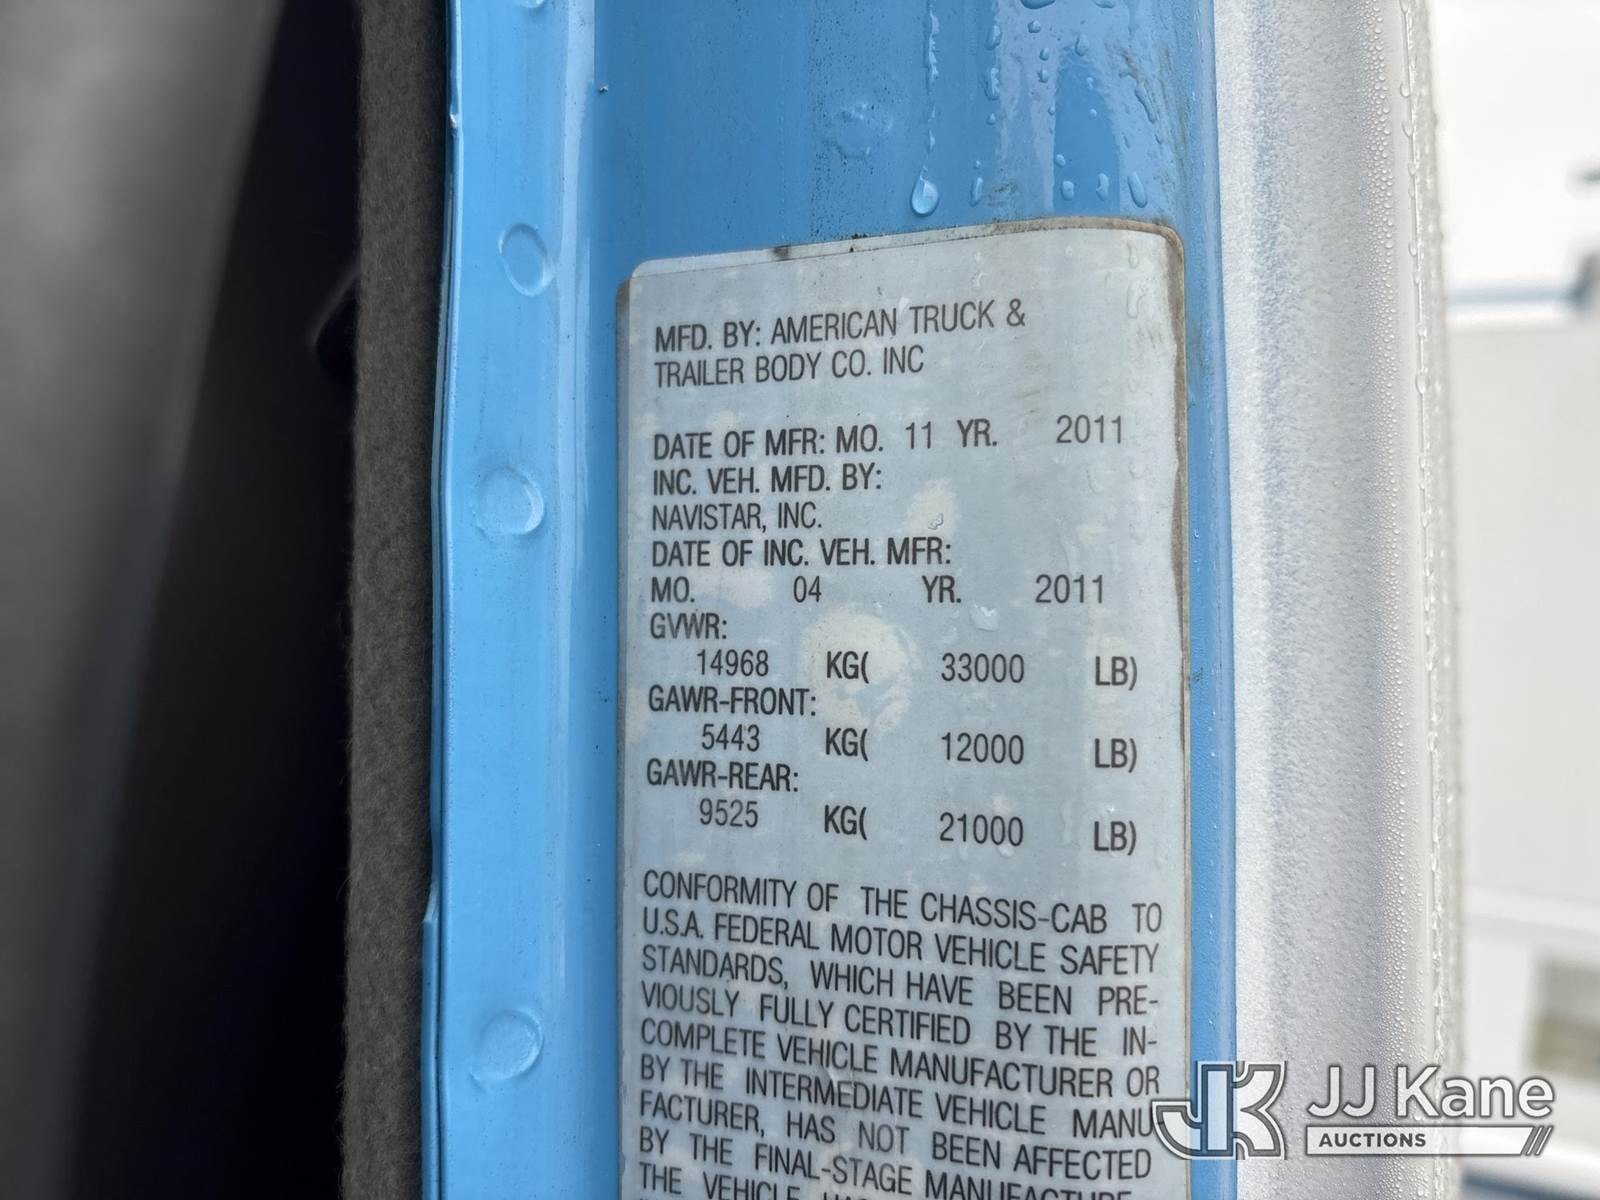 MFD. BY: AMERICAN TRUCK &
TRAILER BODY CO. INC
DATE OF MFR: MO. 11 YR. 2011
INC. VEH. MFD. BY:
NAVISTAR, INC.
DATE OF INC. VEH. MFR:
MO. 04 YR. 2011
GVWR:
14968 KG( 33000 LB)
GAWR-FRONT:
5443 KG( 12000 LB)
GAWR-REAR:
9525 KG( 21000 LB)
CONFORMITY OF THE CHASSIS-CAB TO
U.S.A. FEDERAL MOTOR VEHICLE SAFETY
STANDARDS, WHICH HAVE BEEN PRE-
VIOUSLY FULLY CERTIFIED BY THE IN-
COMPLETE VEHICLE MANUFACTURER OR
BY THE INTERMEDIATE VEHICLE MANU-
FACTURER, HAS NOT BEEN AFFECTED
BY THE FINAL-STAGE MANUFACTURE
THE VEHICLE HAS
JJ Kane
AUCTIONS